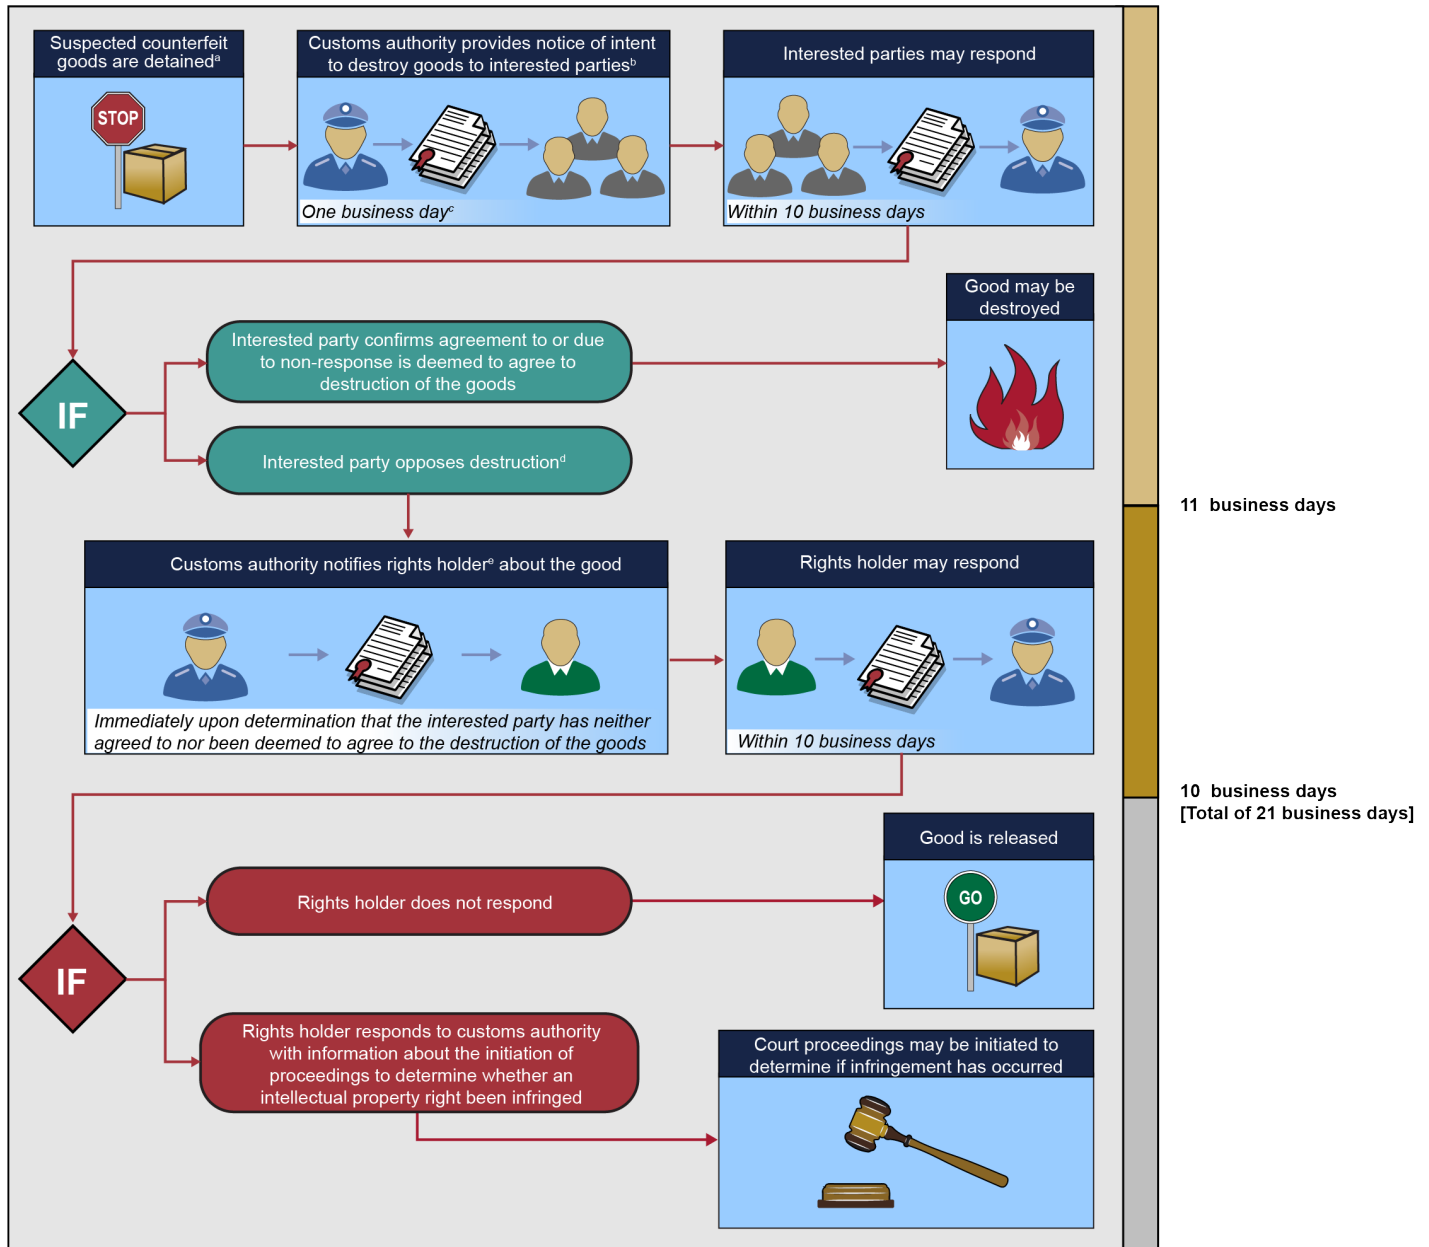 Suspected counterfeit
goods are detainedᵃ
STOP
Customs authority provides notice of intent
to destroy goods to interested partiesᵇ
One business dayᶜ
Interested parties may respond
Within 10 business days
Good may be
destroyed
IF
Interested party confirms agreement to or due
to non-response is deemed to agree to
destruction of the goods
Interested party opposes destructionᵈ
11 business days
Customs authority notifies rights holderᵉ about the good
Immediately upon determination that the interested party has neither
agreed to nor been deemed to agree to the destruction of the goods
Rights holder may respond
Within 10 business days
10 business days
[Total of 21 business days]
IF
Rights holder does not respond
Good is released
GO
Rights holder responds to customs authority
with information about the initiation of
proceedings to determine whether an
intellectual property right been infringed
Court proceedings may be initiated to
determine if infringement has occurred